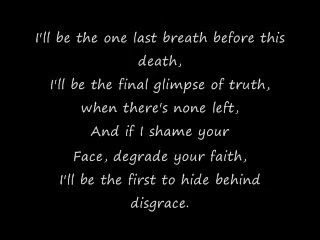 I'll be the one last breath before this
death,
I'll be the final glimpse of truth,
when there's none left,
And if I shame your
Face, degrade your faith,
I'll be the first to hide behind
disgrace.